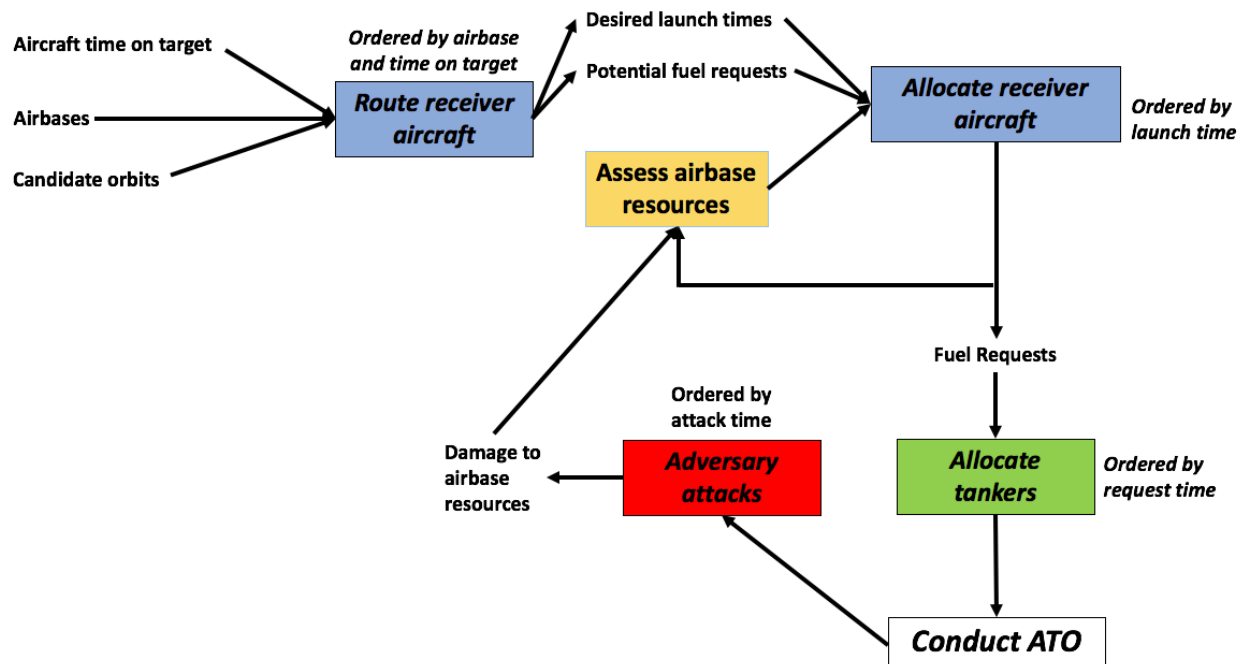 Aircraft time on target
Airbases
Candidate orbits
Ordered by airbase
and time on target
Route receiver
aircraft
Desired launch times
Potential fuel requests
Allocate receiver
aircraft
Ordered by
launch time
Assess airbase
resources
Fuel Requests
Ordered by
attack time
Damage to
airbase
resources
Adversary
attacks
Allocate
tankers
Ordered by
request time
Conduct ATO